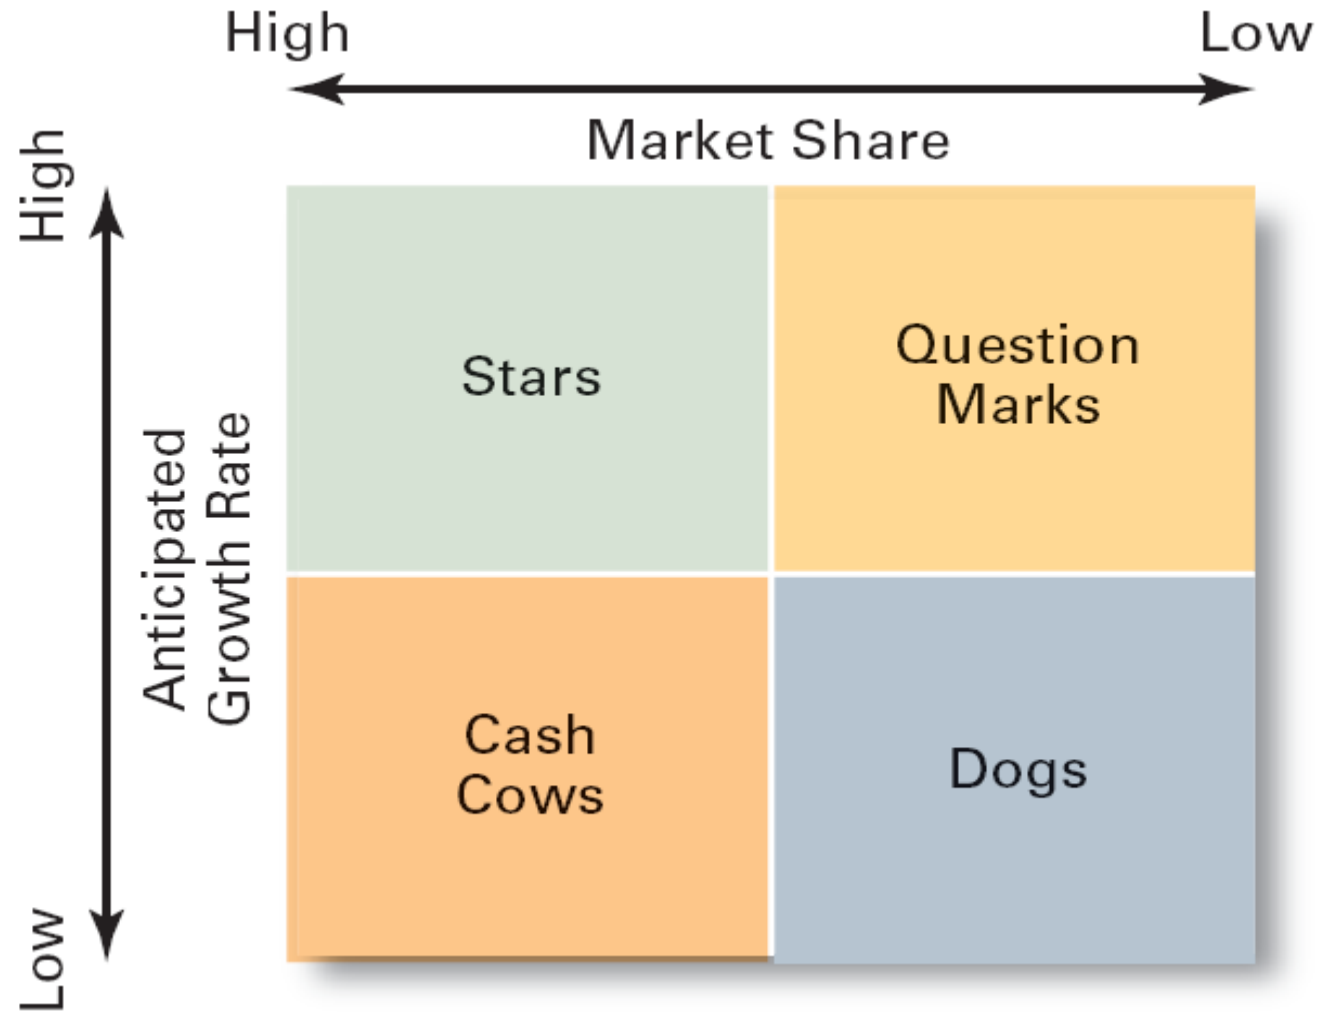 High
Low
Market Share
High
Anticipated
Growth Rate
Low
Stars
Question
Marks
Cash
Cows
Dogs